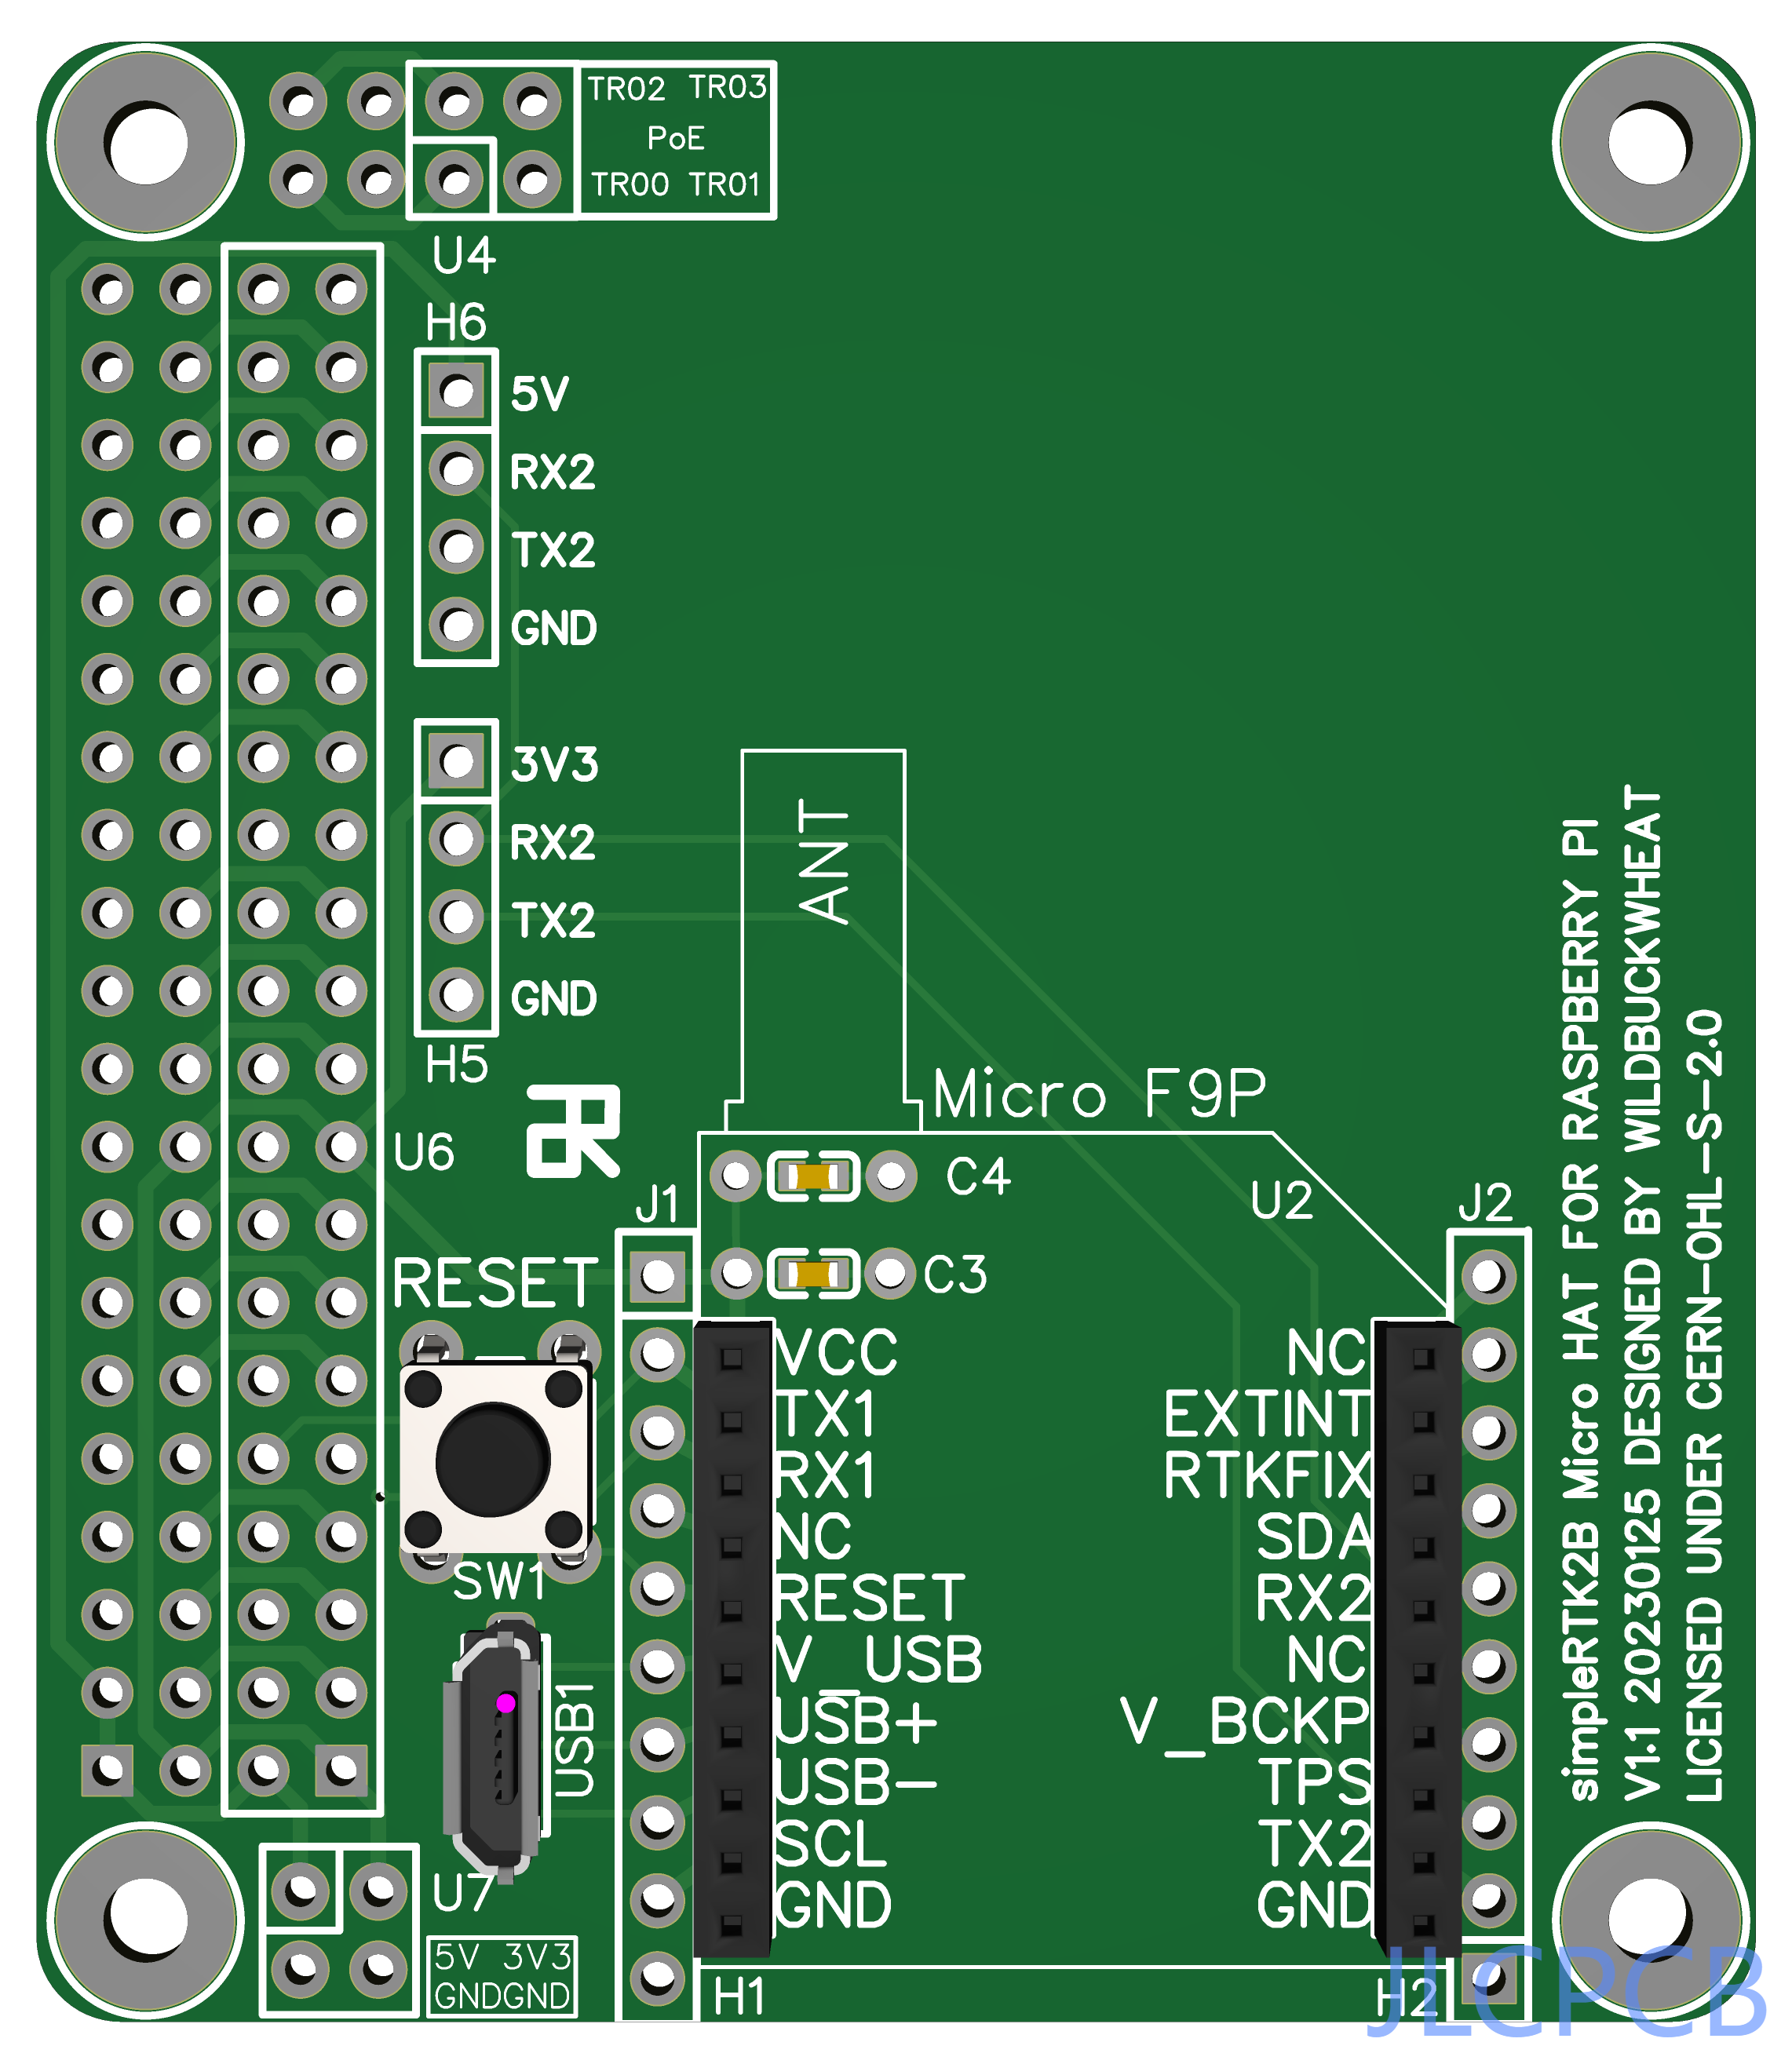 TR02 TR03
PoE
TR00 TR01
U4
H6
5V
RX2
TX2
GND
3V3
RX2
TX2
GND
H5
ANT
Micro F9P
U6
C4
U2
J1
J2
C3
RESET
VCC
TX1
RX1
NC
RESET
V_USB
USB+
USB-
SCL
GND
NC
EXTINT
RTKFIX
SDA
RX2
NC
V_BCKP
TPS
TX2
GND
SW1
USB1
U7
5V 3V3
GNDGND
H1
H2
simpleRTK2B Micro HAT FOR RASPBERRY PI
V1.1 20230125 DESIGNED BY WILDBUCKWHEAT
LICENSED UNDER CERN-OHL-S-2.0
JLCPCB